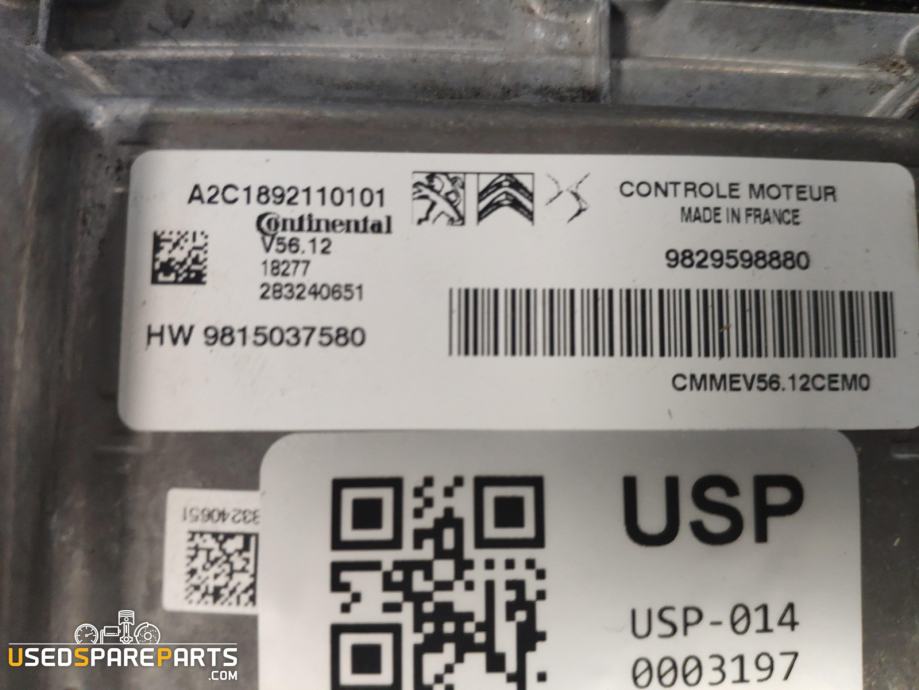 A2C1892110101
Continental
V56.12
18277
283240651
HW 9815037580
CONTROLE MOTEUR
MADE IN FRANCE
9829598880
CMMEV56.12CEM0
USP
USP-014
0003197
33240651
USEDSPAREPARTS
.COM